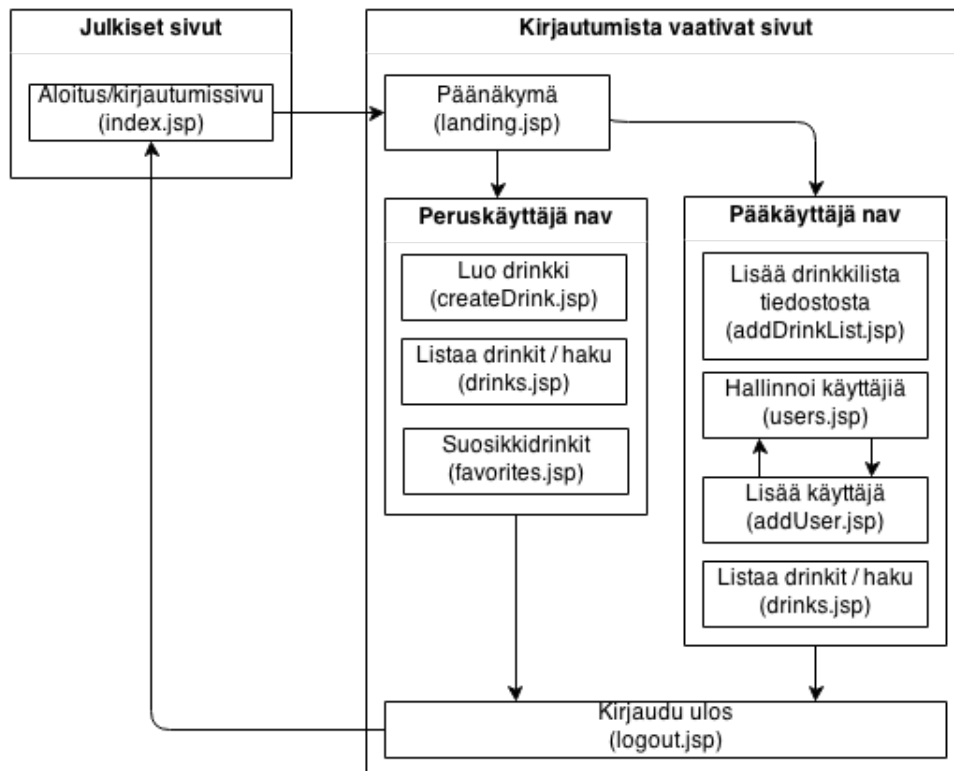 Julkiset sivut
Aloitus/kirjautumissivu
(index.jsp)
Kirjautumista vaativat sivut
Päänäkymä
(landing.jsp)
Peruskäyttäjä nav
Luo drinkki
(createDrink.jsp)
Listaa drinkit / haku
(drinks.jsp)
Suosikkidrinkit
(favorites.jsp)
Pääkäyttäjä nav
Lisää drinkkilista
tiedostosta
(addDrinkList.jsp)
Hallinnoi käyttäjiä
(users.jsp)
Lisää käyttäjä
(addUser.jsp)
Listaa drinkit / haku
(drinks.jsp)
Kirjaudu ulos
(logout.jsp)